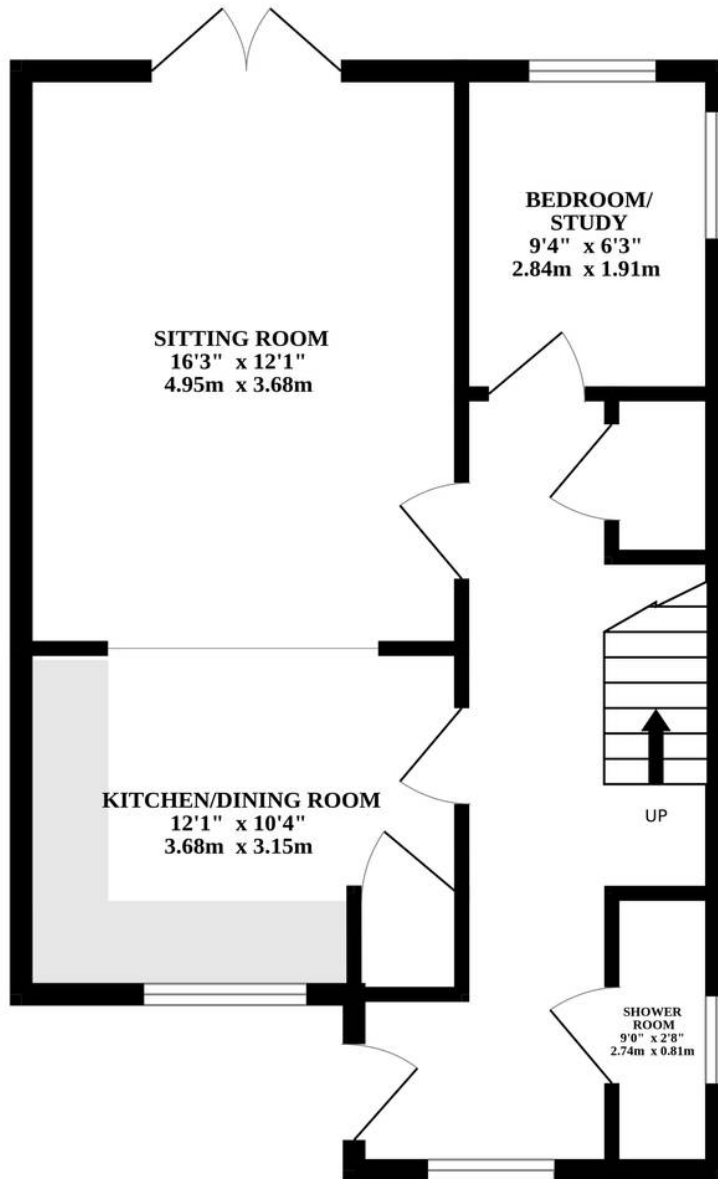 BEDROOM/
STUDY
9'4" x 6'3"
2.84m x 1.91m
SITTING ROOM
16'3" x 12'1"
4.95m x 3.68m
KITCHEN/DINING ROOM
12'1" x 10'4"
3.68m x 3.15m
UP
SHOWER
ROOM
9'0" x 2'8"
2.74m x 0.81m